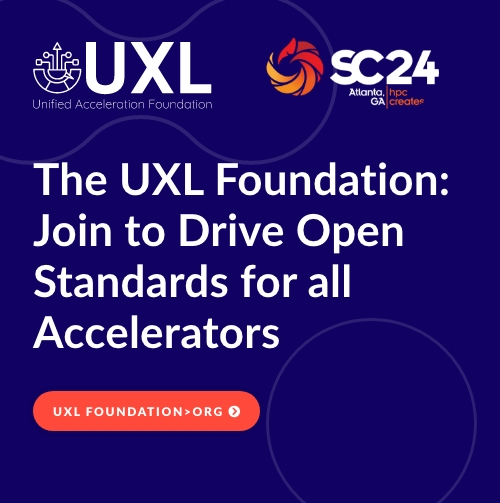 UXL
Unified Acceleration Foundation
SC24
Atlanta, GA
hpc creates
The UXL Foundation:
Join to Drive Open
Standards for all
Accelerators
UXL FOUNDATION>ORG